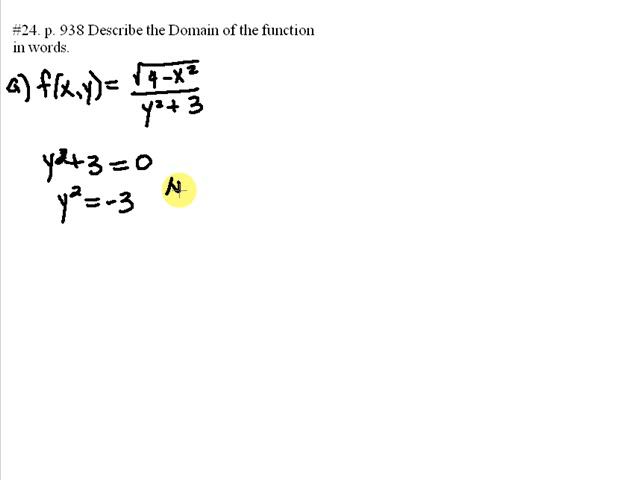 #24. p. 938 Describe the Domain of the function
in words.
a) f(x,y) = √4-x² / y² + 3
y² + 3 = 0
y² = -3 N